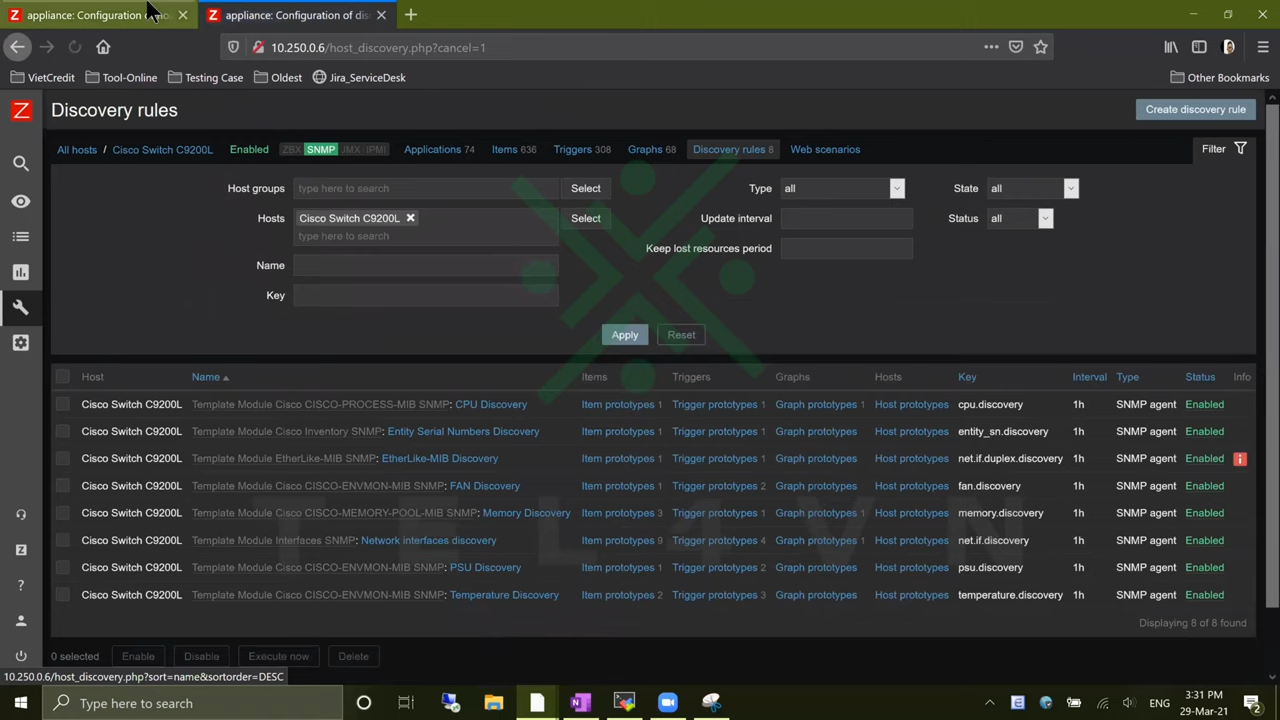 Z appliance: Configuration of hos
Z appliance: Configuration of dis
10.250.0.6/host_discovery.php?cancel=1
VietCredit Tool-Online Testing Case Oldest Jira_ServiceDesk Other Bookmarks
Z Discovery rules Create discovery rule
All hosts / Cisco Switch C9200L Enabled ZBX SNMP JMX IPMI Applications 74 Items 636 Triggers 308 Graphs 68 Discovery rules 8 Web scenarios Filter
Host groups type here to search Select Type all State all
Hosts Cisco Switch C9200L Select Update interval Status all
type here to search
Keep lost resources period
Name
Key
Apply Reset
Host Name Items Triggers Graphs Hosts Key Interval Type Status Info
Cisco Switch C9200L Template Module Cisco CISCO-PROCESS-MIB SNMP: CPU Discovery Item prototypes 1 Trigger prototypes 1 Graph prototypes 1 Host prototypes cpu.discovery 1h SNMP agent Enabled
Cisco Switch C9200L Template Module Cisco Inventory SNMP: Entity Serial Numbers Discovery Item prototypes 1 Trigger prototypes 1 Graph prototypes Host prototypes entity_sn.discovery 1h SNMP agent Enabled
Cisco Switch C9200L Template Module EtherLike-MIB SNMP: EtherLike-MIB Discovery Item prototypes 1 Trigger prototypes 1 Graph prototypes Host prototypes net.if.duplex.discovery 1h SNMP agent Enabled i
Cisco Switch C9200L Template Module Cisco CISCO-ENVMON-MIB SNMP: FAN Discovery Item prototypes 1 Trigger prototypes 2 Graph prototypes Host prototypes fan.discovery 1h SNMP agent Enabled
Cisco Switch C9200L Template Module Cisco CISCO-MEMORY-POOL-MIB SNMP: Memory Discovery Item prototypes 3 Trigger prototypes 1 Graph prototypes 1 Host prototypes memory.discovery 1h SNMP agent Enabled
Cisco Switch C9200L Template Module Interfaces SNMP: Network interfaces discovery Item prototypes 9 Trigger prototypes 4 Graph prototypes 1 Host prototypes net.if.discovery 1h SNMP agent Enabled
Cisco Switch C9200L Template Module Cisco CISCO-ENVMON-MIB SNMP: PSU Discovery Item prototypes 1 Trigger prototypes 2 Graph prototypes Host prototypes psu.discovery 1h SNMP agent Enabled
Cisco Switch C9200L Template Module Cisco CISCO-ENVMON-MIB SNMP: Temperature Discovery Item prototypes 2 Trigger prototypes 3 Graph prototypes Host prototypes temperature.discovery 1h SNMP agent Enabled
TEL4VN
Displaying 8 of 8 found
0 selected Enable Disable Execute now Delete
10.250.0.6/host_discovery.php?sort=name&sortorder=DESC
Type here to search
ENG
3:31 PM
29-Mar-21
2